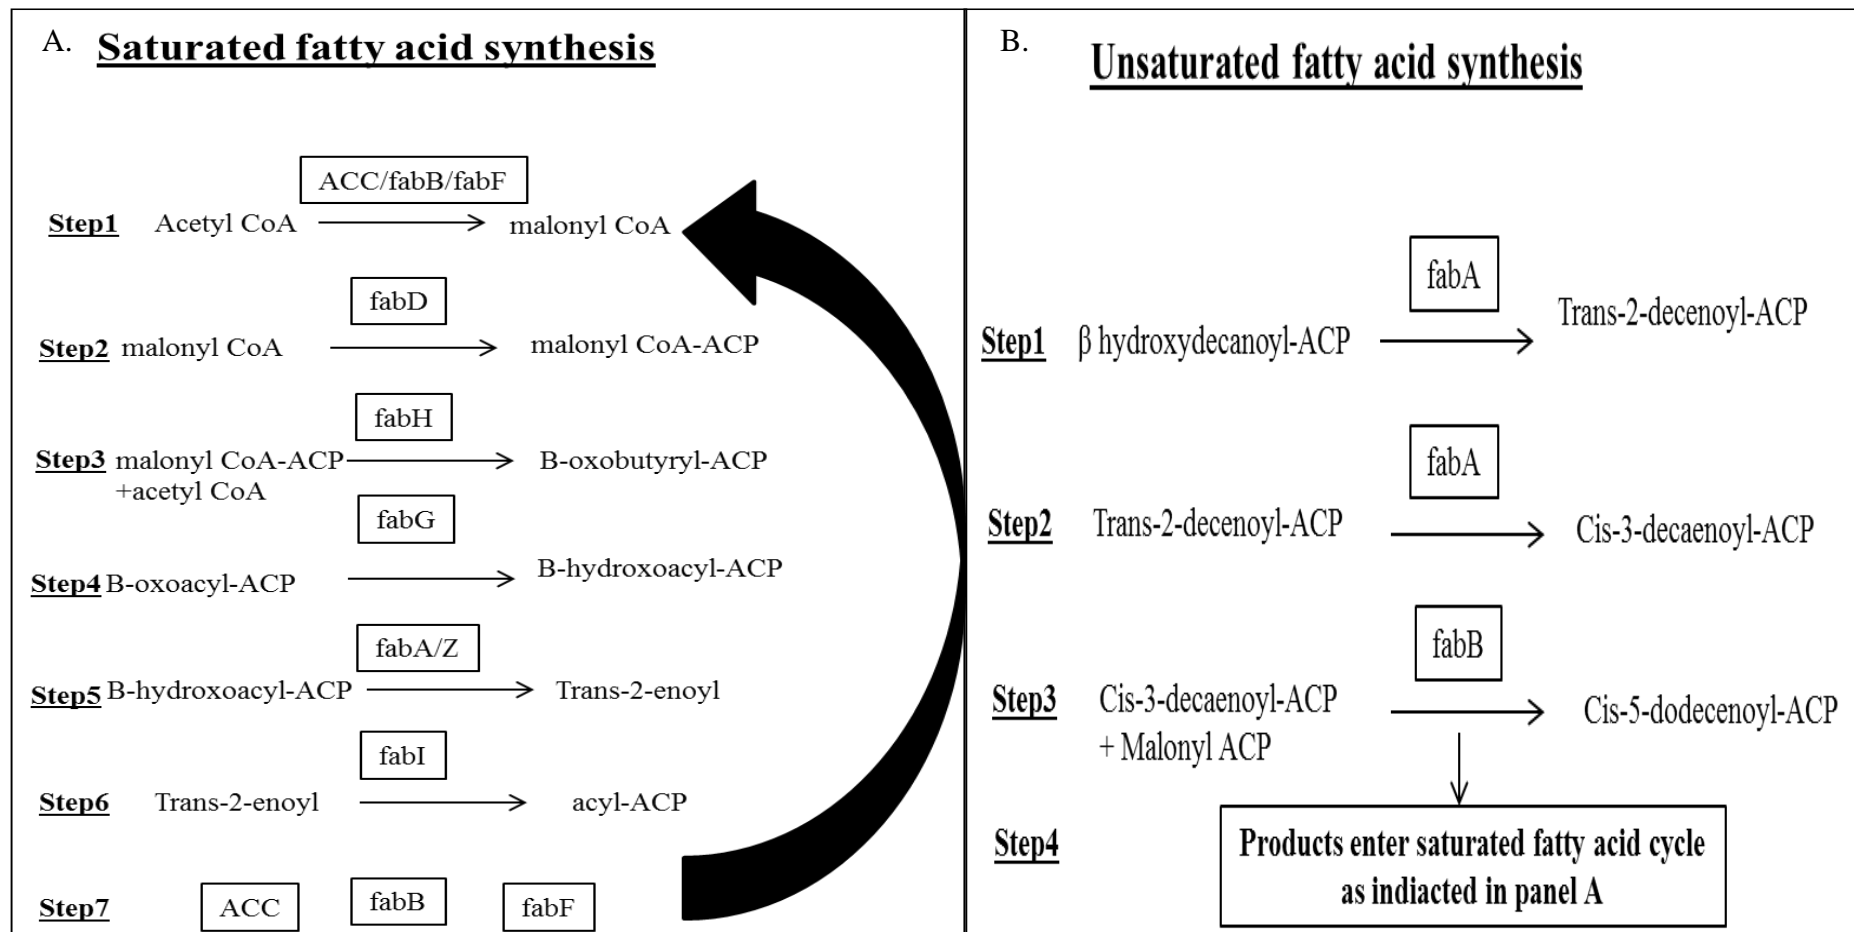 A. Saturated fatty acid synthesis
ACC/fabB/fabF
Step1 Acetyl CoA malonyl CoA
fabD
Step2 malonyl CoA malonyl CoA-ACP
fabH
Step3 malonyl CoA-ACP B-oxobutyryl-ACP
+acetyl CoA
fabG
Step4 B-oxoacyl-ACP B-hydroxoacyl-ACP
fabA/Z
Step5 B-hydroxoacyl-ACP Trans-2-enoyl
fabI
Step6 Trans-2-enoyl acyl-ACP
Step7 ACC fabB fabF
B. Unsaturated fatty acid synthesis
fabA
Step1 β hydroxydecanoyl-ACP Trans-2-decenoyl-ACP
fabA
Step2 Trans-2-decenoyl-ACP Cis-3-decaenoyl-ACP
fabB
Step3 Cis-3-decaenoyl-ACP Cis-5-dodecenoyl-ACP
+ Malonyl ACP
Step4 Products enter saturated fatty acid cycle
as indiacted in panel A